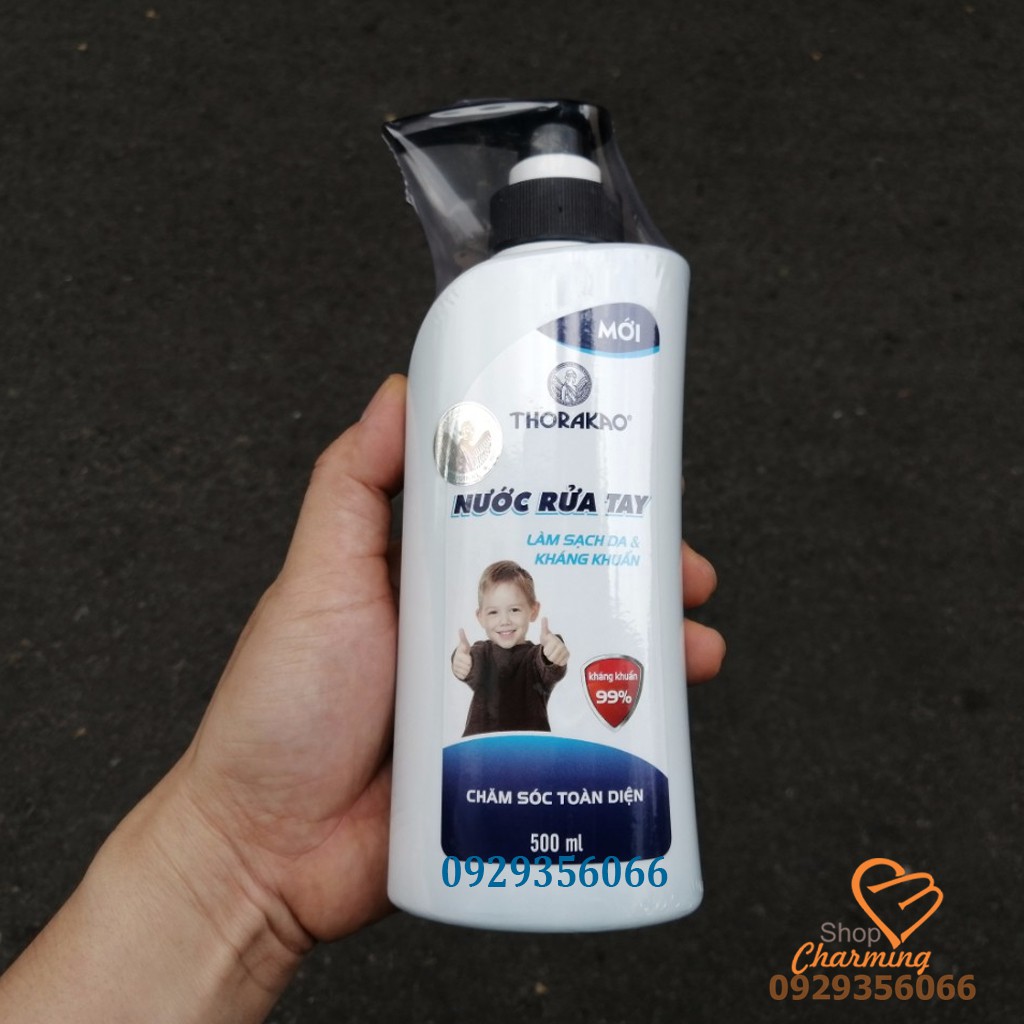 MỚI
THORAKAO®
NƯỚC RỬA TAY
LÀM SẠCH DA &
KHÁNG KHUẨN
kháng khuẩn
99%
CHĂM SÓC TOÀN DIỆN
500 ml
0929356066
Shop
Charming
0929356066